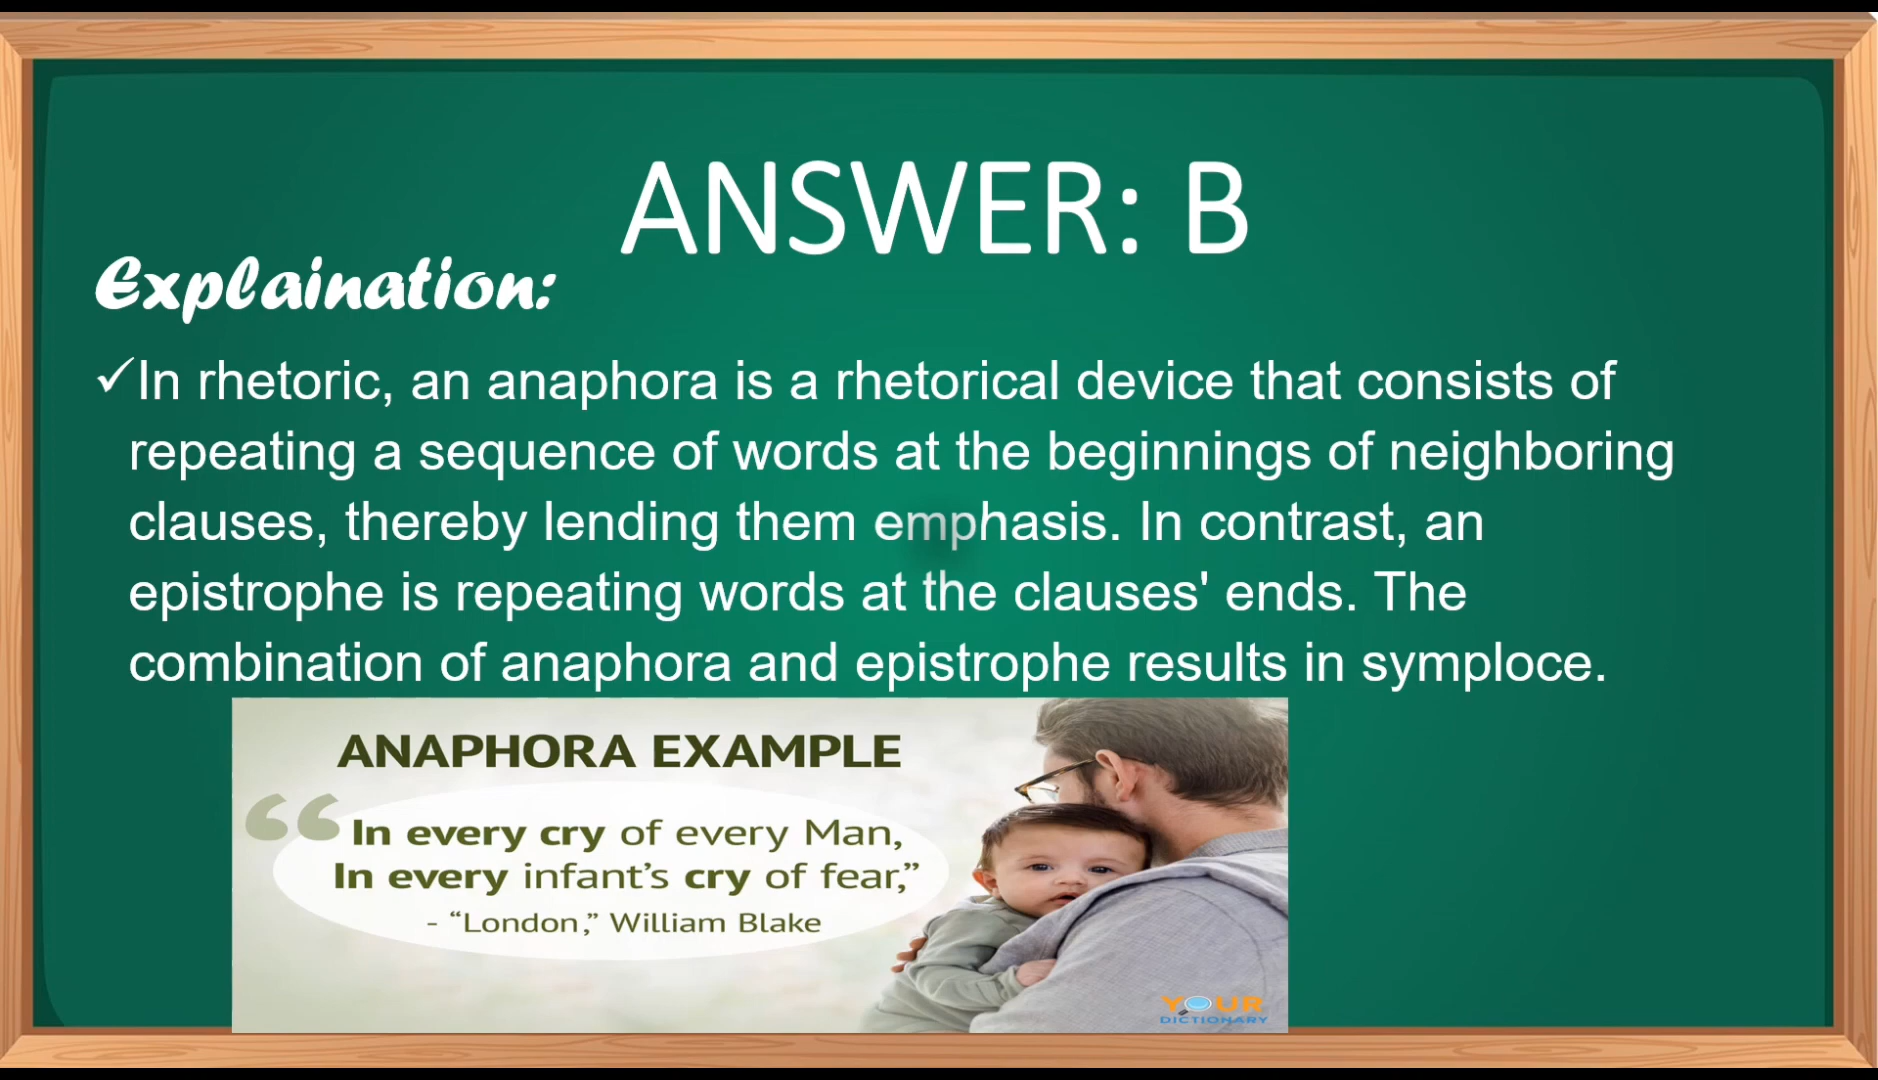 ANSWER: B
Explaination:
✓In rhetoric, an anaphora is a rhetorical device that consists of
repeating a sequence of words at the beginnings of neighboring
clauses, thereby lending them emphasis. In contrast, an
epistrophe is repeating words at the clauses' ends. The
combination of anaphora and epistrophe results in symploce.
ANAPHORA EXAMPLE
“In every cry of every Man,
In every infant’s cry of fear,”
- “London,” William Blake
YOUR
DICTIONARY